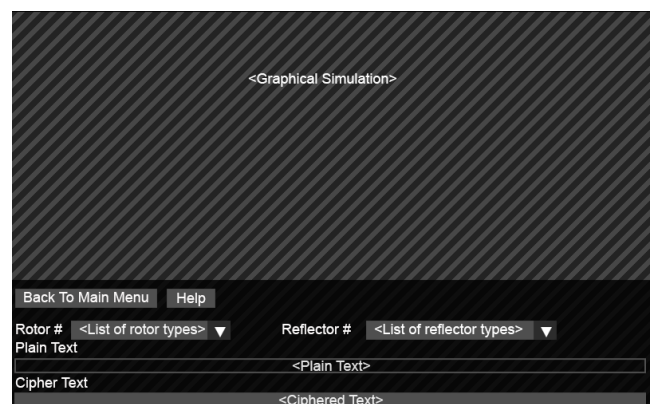 <Graphical Simulation>
Back To Main Menu Help
Rotor # <List of rotor types> ▼ Reflector # <List of reflector types> ▼
Plain Text
<Plain Text>
Cipher Text
<Ciphered Text>